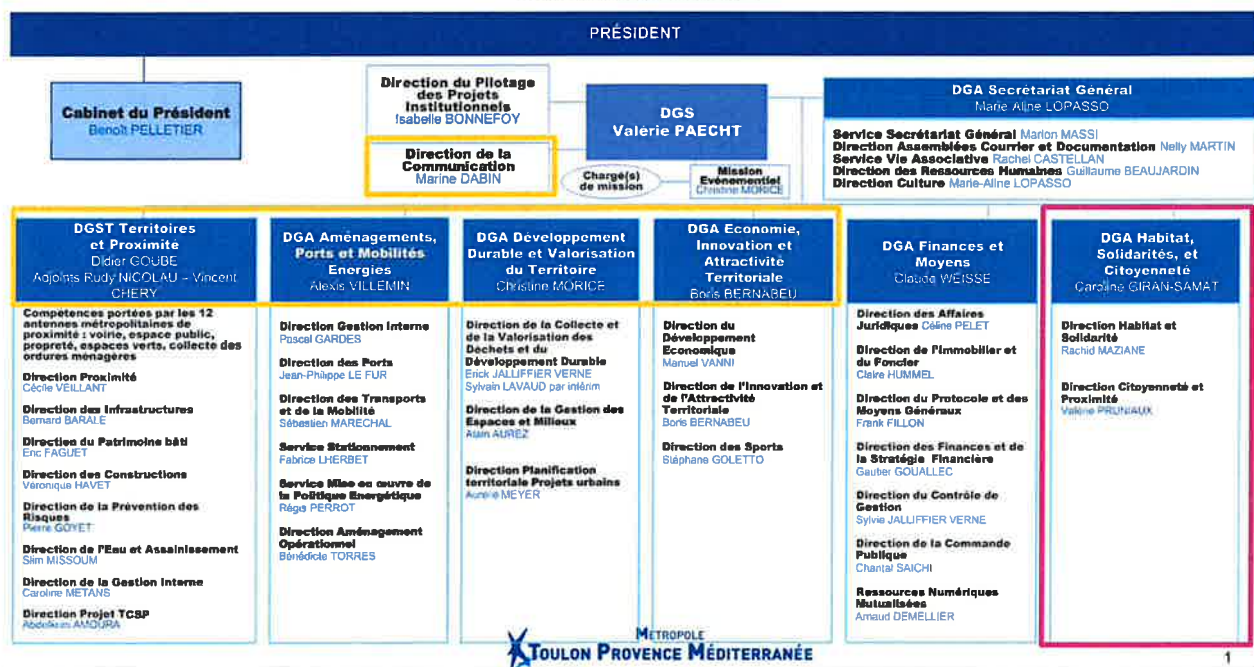 PRÉSIDENT
Cabinet du Président
Benoît PELLETIER
Direction du Pilotage
des Projets
Institutionnels
Isabelle BONNEFOY
Direction de la
Communication
Marine DABIN
DGS
Valérie PAECHT
Chargé(s)
de mission
Mission
Evénementiel
Christine MORICE
DGA Secrétariat Général
Marie Aline LOPASSO
Service Secrétariat Général Marion MASSI
Direction Assemblées Courrier et Documentation Nelly MARTIN
Service Vie Associative Rachel CASTELLAN
Direction des Ressources Humaines Guillaume BEAUJARDIN
Direction Culture Marie-Aline LOPASSO
DGST Territoires
et Proximité
Didier GOUBE
Adjoints Rudy NICOLAU – Vincent
CHERY
Compétences portées par les 12
antennes métropolitaines de
proximité : voirie, espace public,
propreté, espaces verts, collecte des
ordures ménagères
Direction Proximité
Cécile VEILLANT
Direction des Infrastructures
Bernard BARALE
Direction du Patrimoine bâti
Eric FAGUET
Direction des Constructions
Véronique HAVET
Direction de la Prévention des
Risques
Pierre GOYET
Direction de l'Eau et Assainissement
Slim MISSOUM
Direction de la Gestion Interne
Caroline METANS
Direction Projet TCSP
Abdelkrim AMOURA
DGA Aménagements,
Ports et Mobilités
Energies
Alexis VILLEMIN
Direction Gestion Interne
Pascal GARDES
Direction des Ports
Jean-Philippe LE FUR
Direction des Transports
et de la Mobilité
Sébastien MARECHAL
Service Stationnement
Fabrice LHERBET
Service Mise en œuvre de
la Politique Energétique
Régis PERROT
Direction Aménagement
Opérationnel
Bénédicte TORRES
DGA Développement
Durable et Valorisation
du Territoire
Christine MORICE
Direction de la Collecte et
de la Valorisation des
Déchets et du
Développement Durable
Erick JALLIFFIER VERNE
Sylvain LAVAUD par intérim
Direction de la Gestion des
Espaces et Milieux
Alain AUREZ
Direction Planification
territoriale Projets urbains
Aurélie MEYER
DGA Economie,
Innovation et
Attractivité
Territoriale
Boris BERNABEU
Direction du
Développement
Economique
Manuel VANNI
Direction de l'Innovation et
de l'Attractivité
Territoriale
Boris BERNABEU
Direction des Sports
Stéphane GOLETTO
DGA Finances et
Moyens
Claude WEISSE
Direction des Affaires
Juridiques Céline PELET
Direction de l'Immobilier et
du Foncier
Claire HUMMEL
Direction du Protocole et des
Moyens Généraux
Frank FILLON
Direction des Finances et de
la Stratégie Financière
Gauber GOUALLEC
Direction du Contrôle de
Gestion
Sylvie JALLIFFIER VERNE
Direction de la Commande
Publique
Chantal SAICHI
Ressources Numériques
Mutualisées
Arnaud DEMELLIER
DGA Habitat,
Solidarités, et
Citoyenneté
Caroline GIRAN-SAMAT
Direction Habitat et
Solidarité
Rachid MAZIANE
Direction Citoyenneté et
Proximité
Valérie PRUNIAUX
MÉTROPOLE
TOULON PROVENCE MÉDITERRANÉE
1